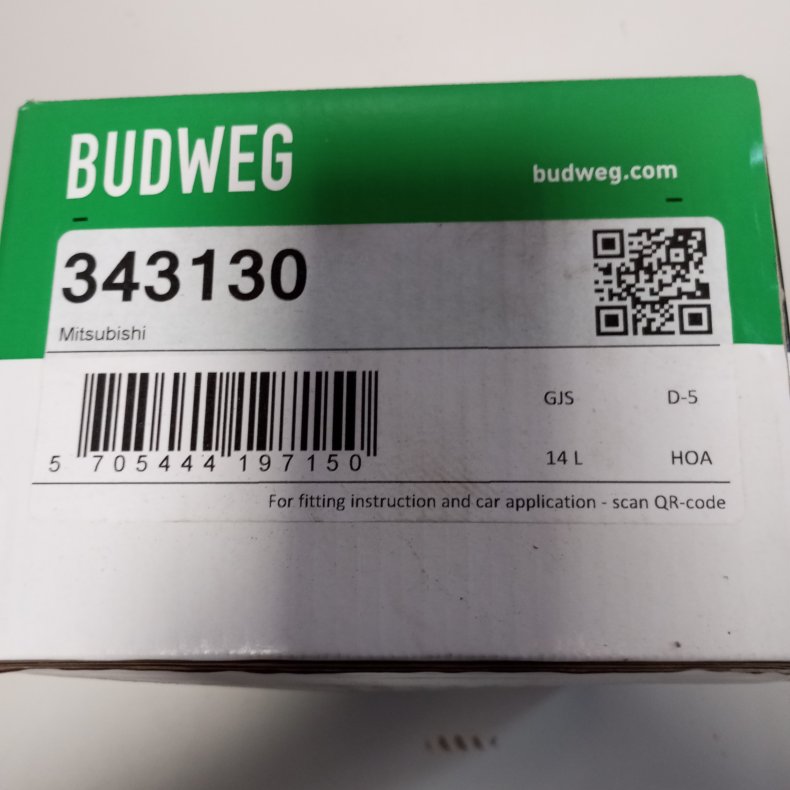 BUDWEG
budweg.com
343130
Mitsubishi
GJS D-5
5 705444 197150
14 L HOA
For fitting instruction and car application - scan QR-code